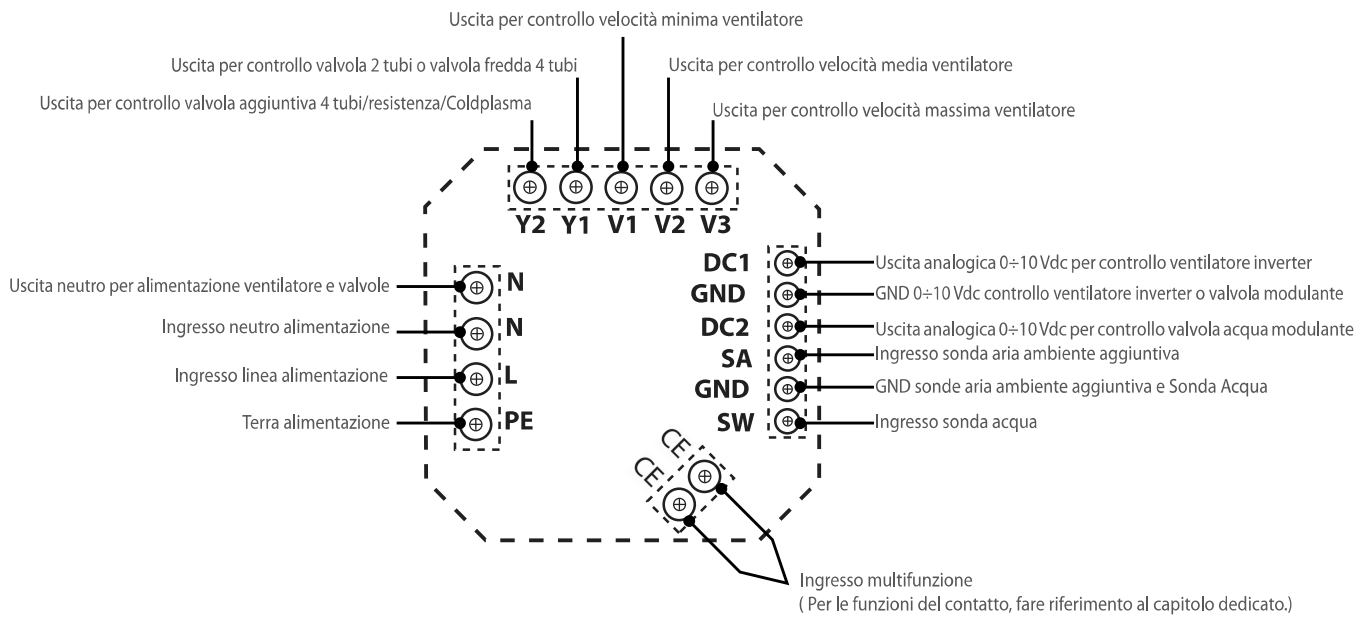 Uscita per controllo velocità minima ventilatore
Uscita per controllo valvola 2 tubi o valvola fredda 4 tubi
Uscita per controllo velocità media ventilatore
Uscita per controllo valvola aggiuntiva 4 tubi/resistenza/Coldplasma
Uscita per controllo velocità massima ventilatore
Y2 Y1 V1 V2 V3
Uscita neutro per alimentazione ventilatore e valvole
N
Ingresso neutro alimentazione
N
Ingresso linea alimentazione
L
Terra alimentazione
PE
DC1
Uscita analogica 0÷10 Vdc per controllo ventilatore inverter
GND
GND 0÷10 Vdc controllo ventilatore inverter o valvola modulante
DC2
Uscita analogica 0÷10 Vdc per controllo valvola acqua modulante
SA
Ingresso sonda aria ambiente aggiuntiva
GND
GND sonde aria ambiente aggiuntiva e Sonda Acqua
SW
Ingresso sonda acqua
CE
CE
Ingresso multifunzione
( Per le funzioni del contatto, fare riferimento al capitolo dedicato.)